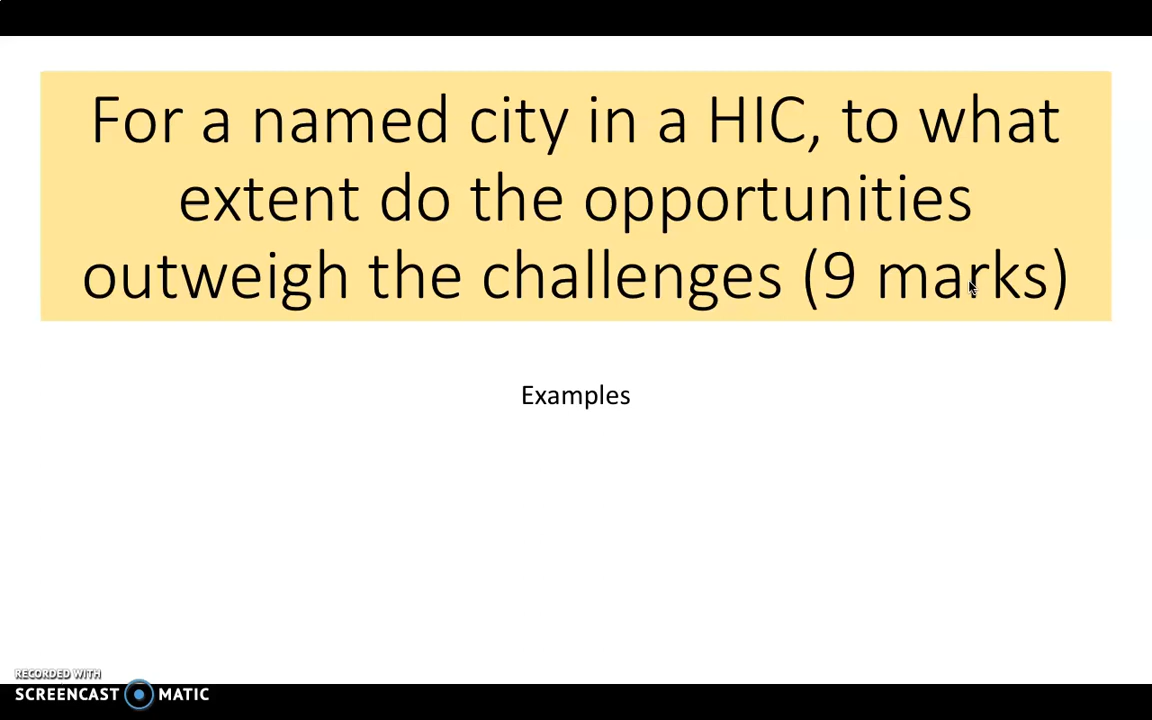 For a named city in a HIC, to what
extent do the opportunities
outweigh the challenges (9 marks)
Examples
RECORDED WITH
SCREENCAST MATIC